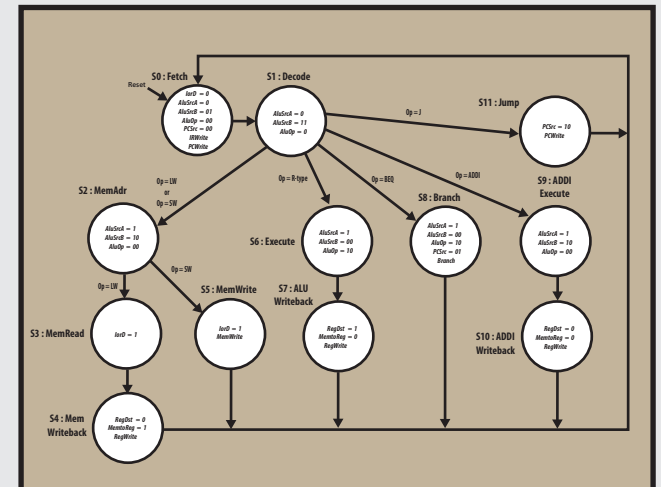 S0 : Fetch
Reset
IorD = 0
AluSrcA = 0
AluSrcB = 01
AluOp = 00
PCSrc = 00
IRWrite
PCWrite
S1 : Decode
AluSrcA = 0
AluSrcB = 11
AluOp = 0
Op = J
S11 : Jump
PCSrc = 10
PCWrite
Op = LW
or
Op = SW
Op = R-type
Op = BEQ
Op = ADDI
S2 : MemAdr
AluSrcA = 1
AluSrcB = 10
AluOp = 00
S6 : Execute
AluSrcA = 1
AluSrcB = 00
AluOp = 10
S8 : Branch
AluSrcA = 1
AluSrcB = 00
AluOp = 10
PCSrc = 01
Branch
S9 : ADDI
Execute
AluSrcA = 1
AluSrcB = 10
AluOp = 00
Op = LW
Op = SW
S3 : MemRead
IorD = 1
S5 : MemWrite
IorD = 1
MemWrite
S7 : ALU
Writeback
RegDst = 1
MemtoReg = 0
RegWrite
S10 : ADDI
Writeback
RegDst = 0
MemtoReg = 0
RegWrite
S4 : Mem
Writeback
RegDst = 0
MemtoReg = 1
RegWrite